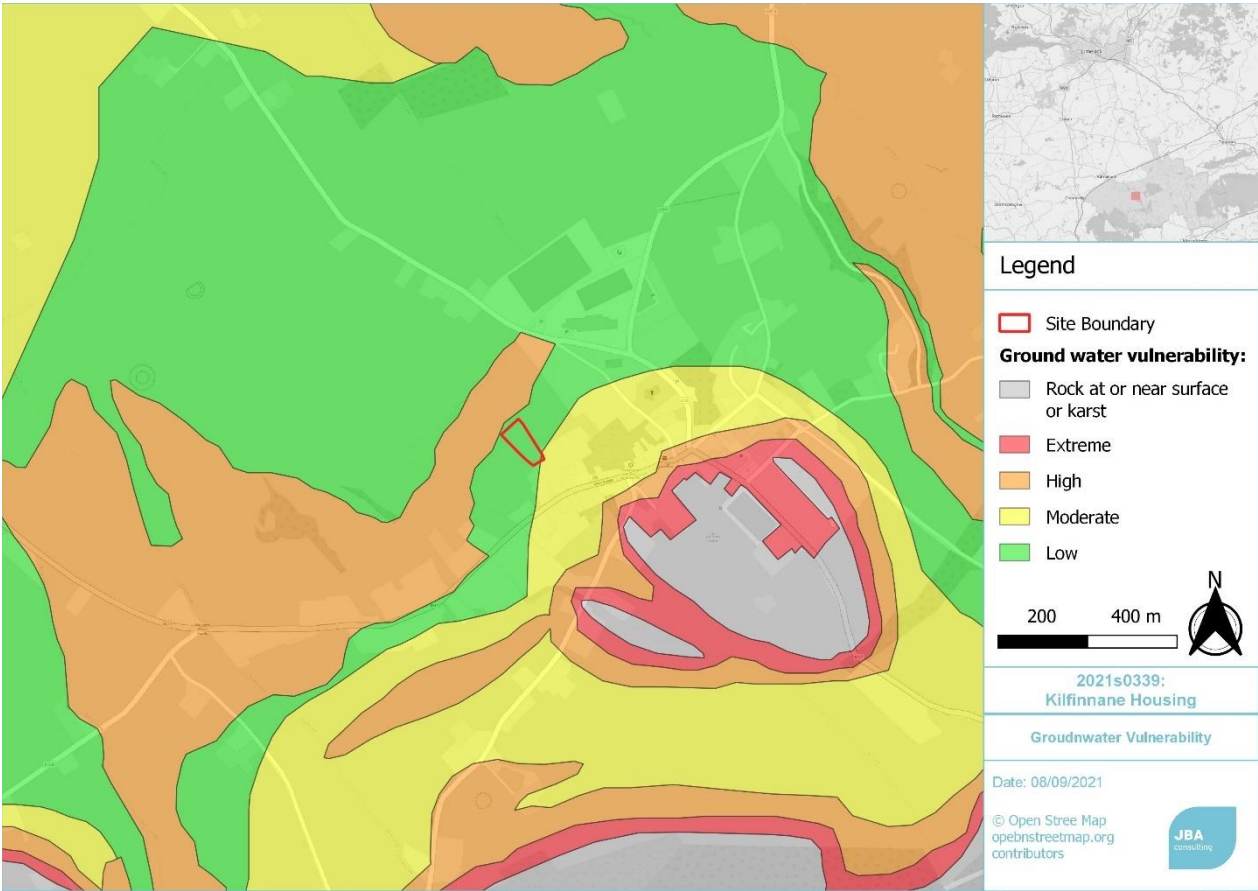 Limerick
Legend
Site Boundary
Ground water vulnerability:
Rock at or near surface
or karst
Extreme
High
Moderate
Low
N
200 400 m
2021s0339:
Kilfinnane Housing
Groudnwater Vulnerability
Date: 08/09/2021
© Open Stree Map
opebnstreetmap.org
contributors
JBA
consulting